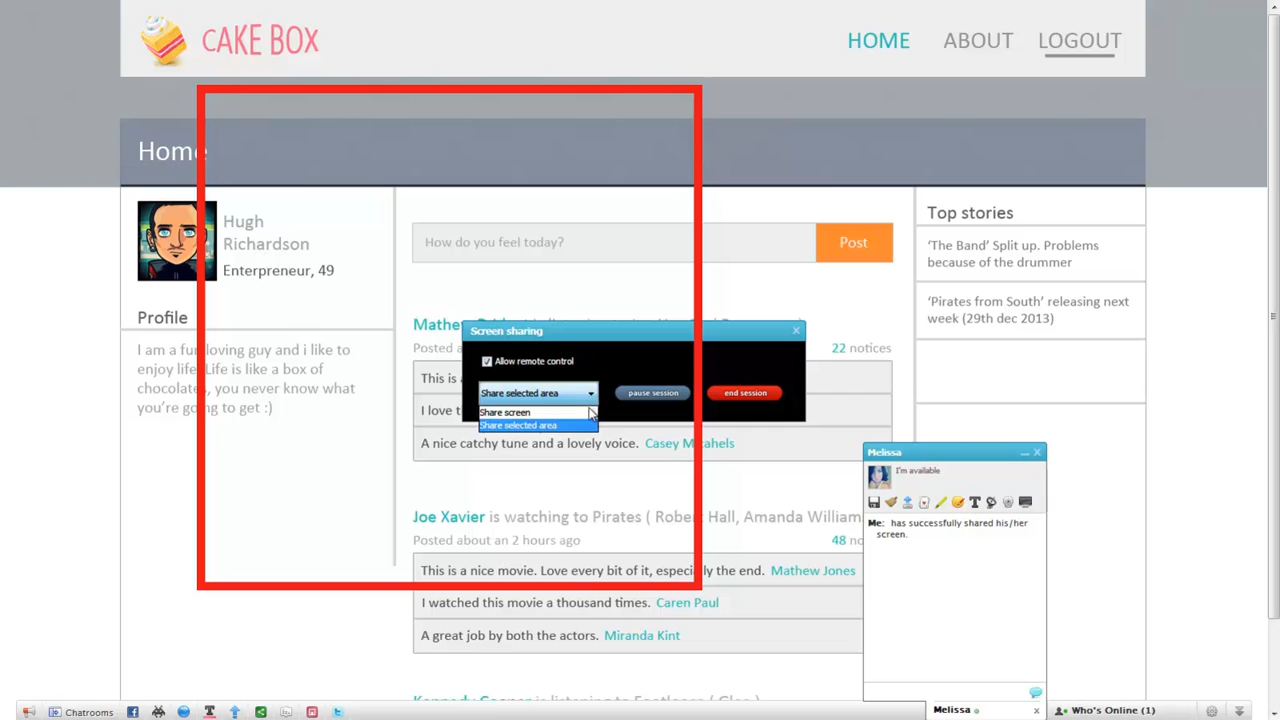 CAKE BOX
HOME ABOUT LOGOUT
Home
Hugh
Richardson
Enterpreneur, 49
Profile
I am a fun loving guy and i like to
enjoy life. Life is like a box of
chocolates, you never know what
you're going to get :)
How do you feel today? Post
Mathe
Posted a 22 notices
This is a
I love t
A nice catchy tune and a lovely voice. Casey Micahels
Joe Xavier is watching to Pirates ( Robert Hall, Amanda William
Posted about an 2 hours ago 48 no
This is a nice movie. Love every bit of it, especially the end. Mathew Jones
I watched this movie a thousand times. Caren Paul
A great job by both the actors. Miranda Kint
Top stories
‘The Band’ Split up. Problems
because of the drummer
‘Pirates from South’ releasing next
week (29th dec 2013)
Screen sharing
Allow remote control
Share selected area pause session end session
Share screen
Share selected area
Melissa
I'm available
Me: has successfully shared his/her
screen.
Chatrooms
Melissa
Who's Online (1)